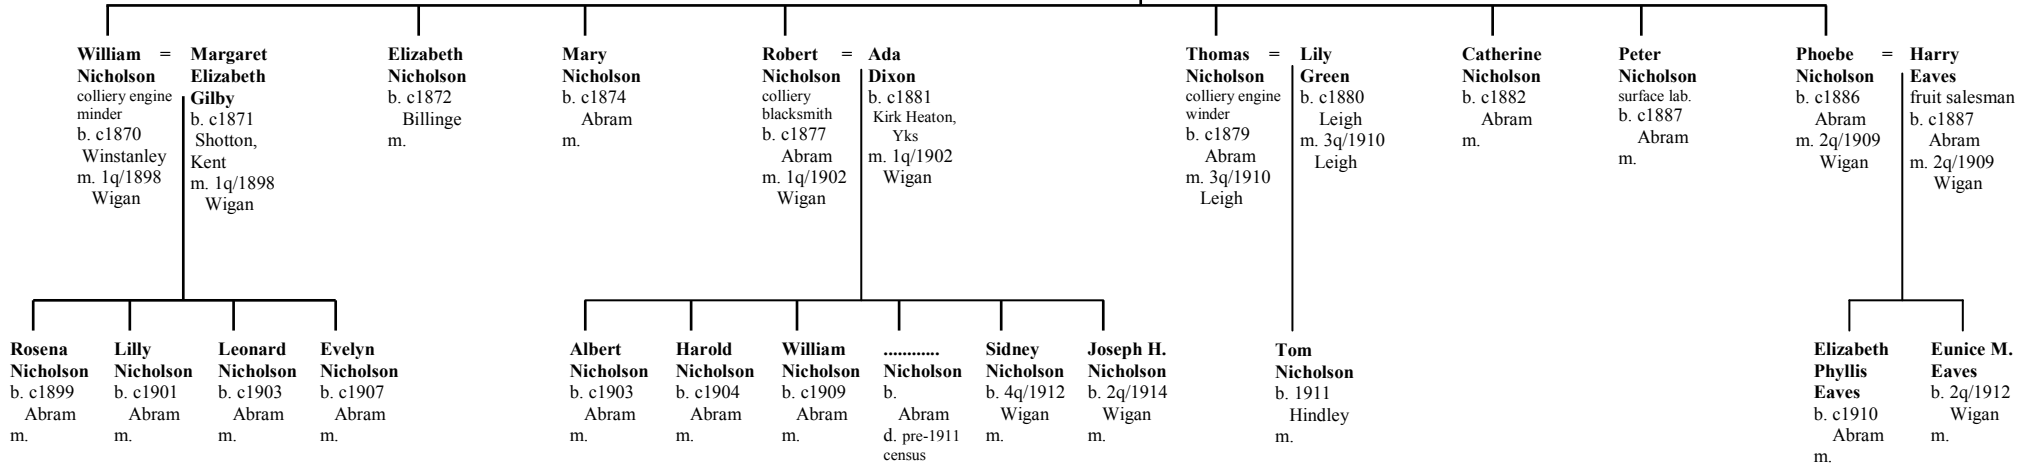 William =
Nicholson
colliery engine
minder
b. c1870
Winstanley
m. 1q/1898
Wigan
Margaret
Elizabeth
Gilby
b. c1871
Shotton,
Kent
m. 1q/1898
Wigan
Elizabeth
Nicholson
b. c1872
Billinge
m.
Mary
Nicholson
b. c1874
Abram
m.
Robert =
Nicholson
colliery
blacksmith
b. c1877
Abram
m. 1q/1902
Wigan
Ada
Dixon
b. c1881
Kirk Heaton,
Yks
m. 1q/1902
Wigan
Thomas =
Nicholson
colliery engine
winder
b. c1879
Abram
m. 3q/1910
Leigh
Lily
Green
b. c1880
Leigh
m. 3q/1910
Leigh
Catherine
Nicholson
b. c1882
Abram
m.
Peter
Nicholson
surface lab.
b. c1887
Abram
m.
Phoebe =
Nicholson
b. c1886
Abram
m. 2q/1909
Wigan
Harry
Eaves
fruit salesman
b. c1887
Abram
m. 2q/1909
Wigan
Rosena
Nicholson
b. c1899
Abram
m.
Lilly
Nicholson
b. c1901
Abram
m.
Leonard
Nicholson
b. c1903
Abram
m.
Evelyn
Nicholson
b. c1907
Abram
m.
Albert
Nicholson
b. c1903
Abram
m.
Harold
Nicholson
b. c1904
Abram
m.
William
Nicholson
b. c1909
Abram
m.
............
Nicholson
b.
Abram
d. pre-1911
census
Sidney
Nicholson
b. 4q/1912
Wigan
m.
Joseph H.
Nicholson
b. 2q/1914
Wigan
m.
Tom
Nicholson
b. 1911
Hindley
m.
Elizabeth
Phyllis
Eaves
b. c1910
Abram
m.
Eunice M.
Eaves
b. 2q/1912
Wigan
m.